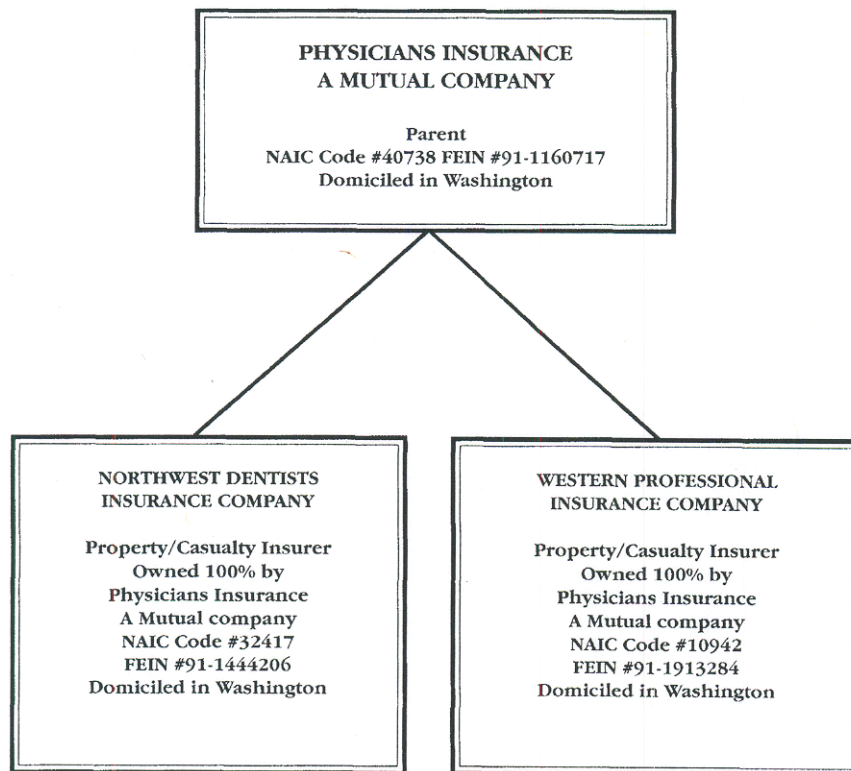 PHYSICIANS INSURANCE
A MUTUAL COMPANY
Parent
NAIC Code #40738 FEIN #91-1160717
Domiciled in Washington
NORTHWEST DENTISTS
INSURANCE COMPANY
Property/Casualty Insurer
Owned 100% by
Physicians Insurance
A Mutual company
NAIC Code #32417
FEIN #91-1444206
Domiciled in Washington
WESTERN PROFESSIONAL
INSURANCE COMPANY
Property/Casualty Insurer
Owned 100% by
Physicians Insurance
A Mutual company
NAIC Code #10942
FEIN #91-1913284
Domiciled in Washington